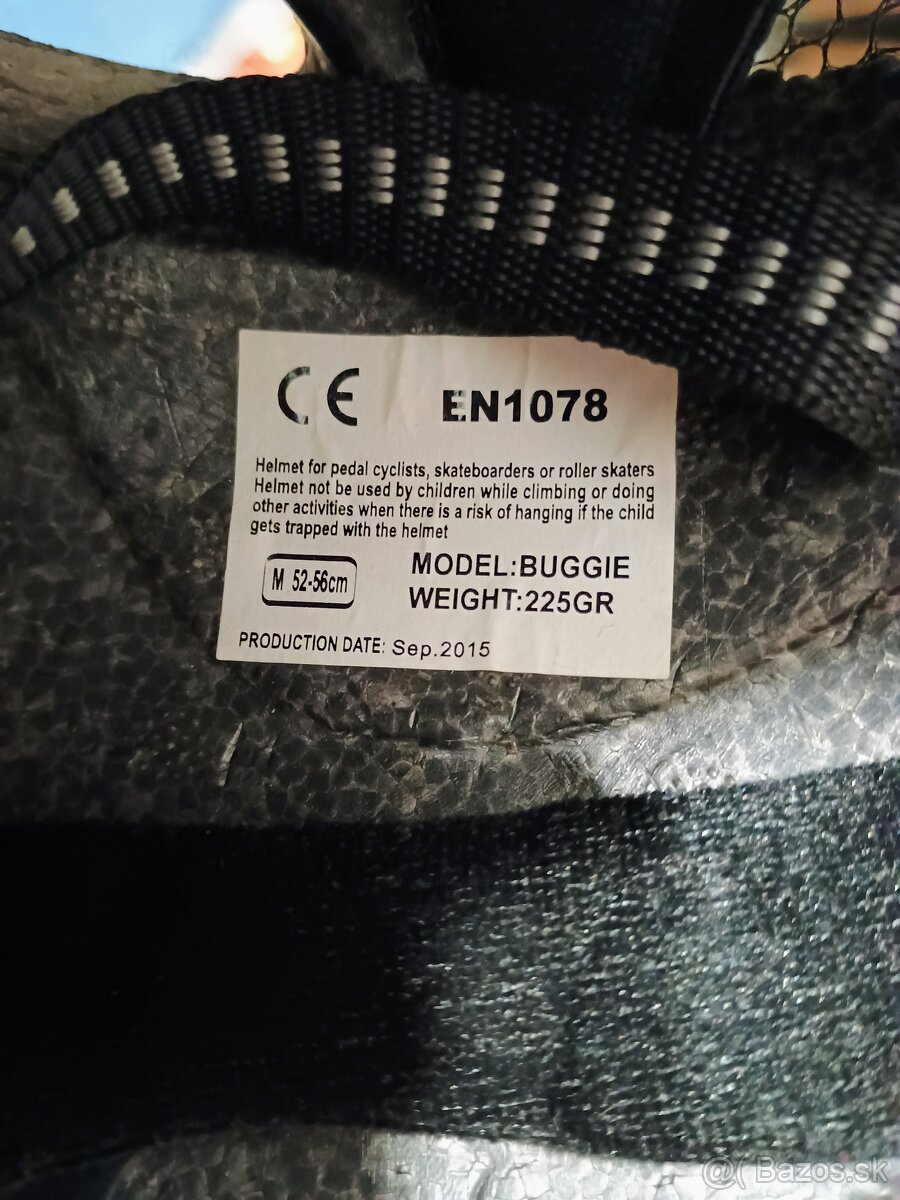 CE EN1078
Helmet for pedal cyclists, skateboarders or roller skaters
Helmet not be used by children while climbing or doing
other activities when there is a risk of hanging if the child
gets trapped with the helmet
M 52-56cm
MODEL:BUGGIE
WEIGHT:225GR
PRODUCTION DATE: Sep.2015
@( Bazos.sk